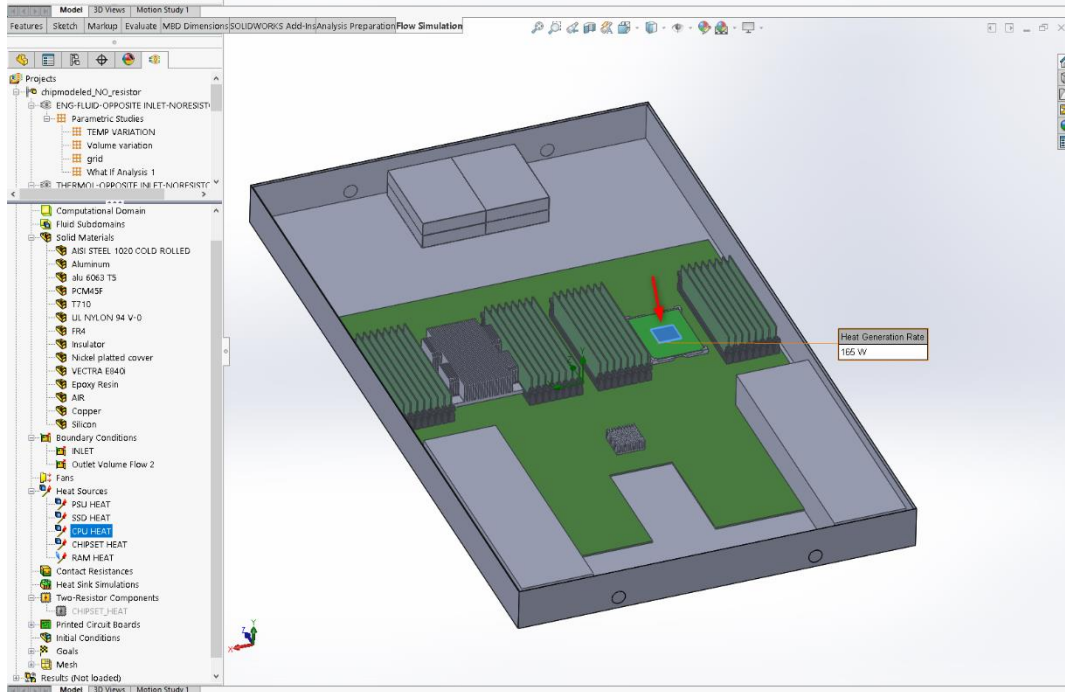 Model 3D Views Motion Study 1
Features Sketch Markup Evaluate MBD Dimensions SOLIDWORKS Add-Ins Analysis Preparation Flow Simulation
Projects
chipmodeled_NO_resistor
ENG-FLUID-OPPOSITE INLET-NORESIST
Parametric Studies
TEMP VARIATION
Volume variation
grid
What If Analysis 1
THERMOL-OPPOSITE INLET-NORESISTC
Computational Domain
Fluid Subdomains
Solid Materials
AISI STEEL 1020 COLD ROLLED
Aluminum
alu 6063 T5
PCM45F
T710
UL NYLON 94 V-0
FR4
Insulator
Nickel platted covver
VECTRA E840i
Epoxy Resin
AIR
Copper
Silicon
Boundary Conditions
INLET
Outlet Volume Flow 2
Fans
Heat Sources
PSU HEAT
SSD HEAT
CPU HEAT
CHIPSET HEAT
RAM HEAT
Contact Resistances
Heat Sink Simulations
Two-Resistor Components
CHIPSET_HEAT
Printed Circuit Boards
Initial Conditions
Goals
Mesh
Results (Not loaded)
Heat Generation Rate
165 W
Y
Z
X
Model 3D Views Motion Study 1